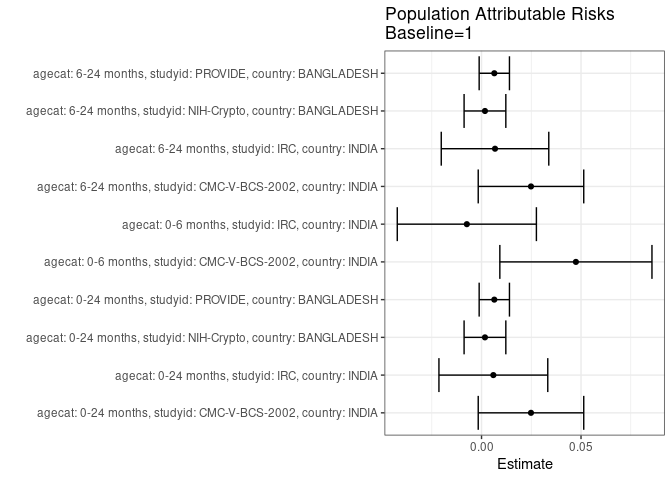 Population Attributable Risks
Baseline=1
agecat: 6-24 months, studyid: PROVIDE, country: BANGLADESH
agecat: 6-24 months, studyid: NIH-Crypto, country: BANGLADESH
agecat: 6-24 months, studyid: IRC, country: INDIA
agecat: 6-24 months, studyid: CMC-V-BCS-2002, country: INDIA
agecat: 0-6 months, studyid: IRC, country: INDIA
agecat: 0-6 months, studyid: CMC-V-BCS-2002, country: INDIA
agecat: 0-24 months, studyid: PROVIDE, country: BANGLADESH
agecat: 0-24 months, studyid: NIH-Crypto, country: BANGLADESH
agecat: 0-24 months, studyid: IRC, country: INDIA
agecat: 0-24 months, studyid: CMC-V-BCS-2002, country: INDIA
0.00 0.05
Estimate